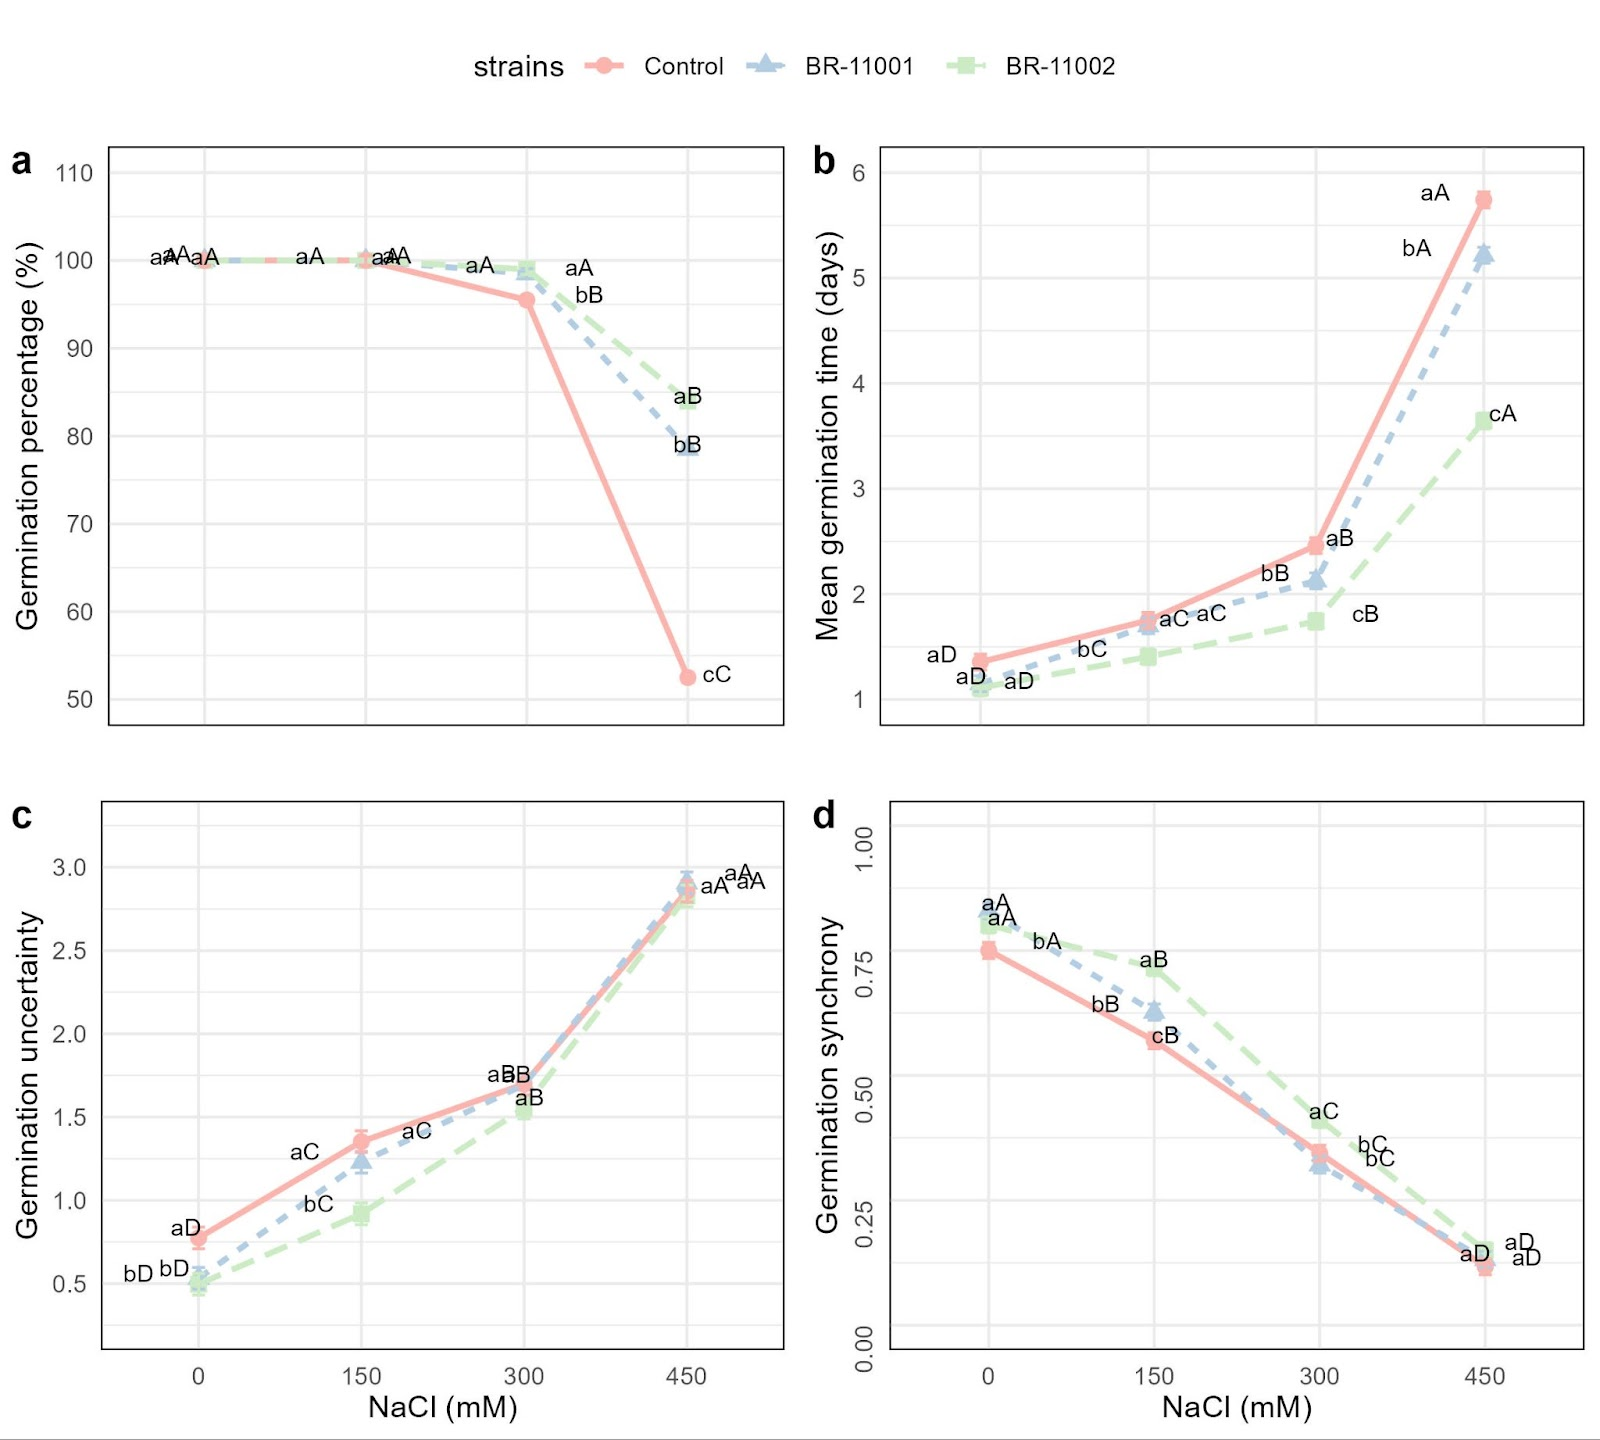 strains Control BR-11001 BR-11002
a
110
100
90
80
70
60
50
Germination percentage (%)
aA aA aA aA aA aA aA aA
bB
aB
bB
cC
b
6
5
4
3
2
1
Mean germination time (days)
aA
bA
cA
aB
bB
cB
aC aC
bC
aD
aD aD
c
3.0
2.5
2.0
1.5
1.0
0.5
Germination uncertainty
aA aA aA
aB aB
aB
aC
aC
bC
aD
bD bD
0 150 300 450
NaCl (mM)
d
1.00
0.75
0.50
0.25
0.00
Germination synchrony
aA
aA
bA
aB
bB
cB
aC
bC
bC
aD aD aD
0 150 300 450
NaCl (mM)